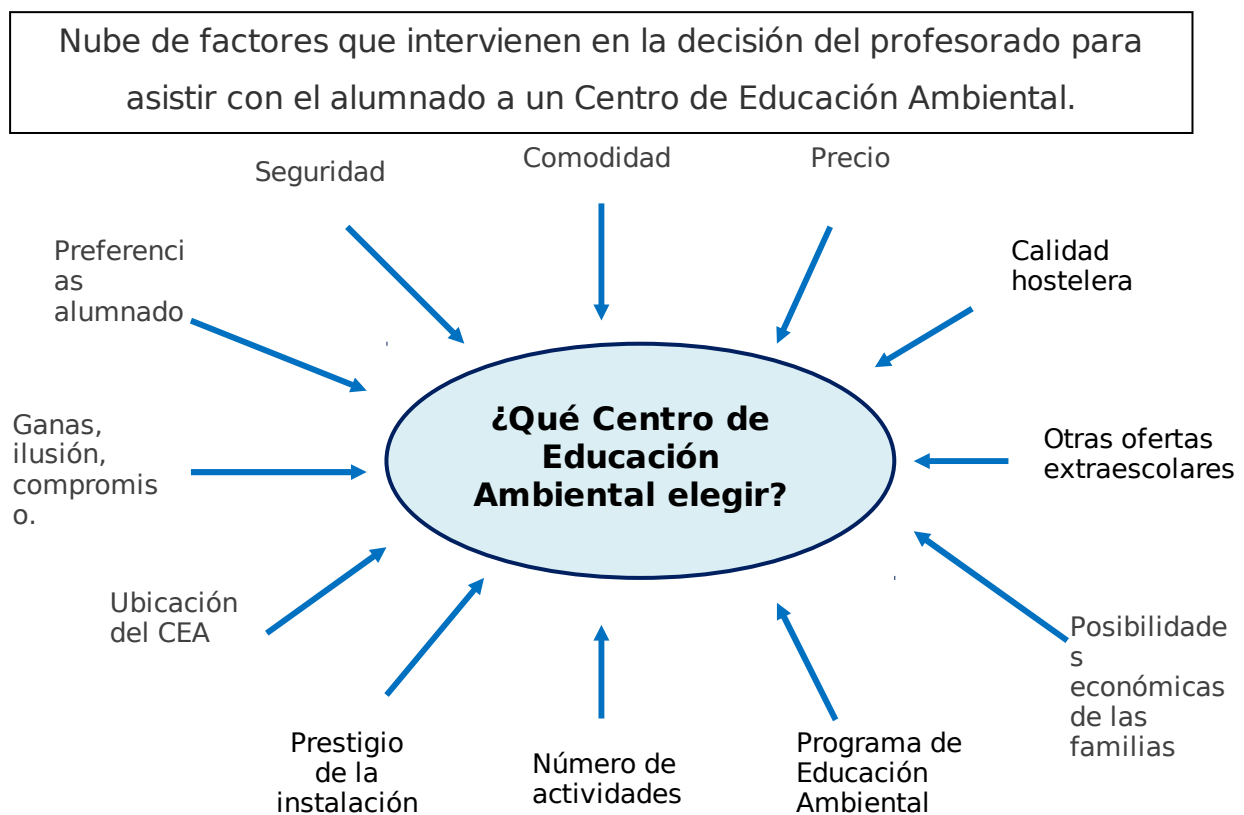 Nube de factores que intervienen en la decisión del profesorado para
asistir con el alumnado a un Centro de Educación Ambiental.
Seguridad
Comodidad
Precio
Preferenci
as
alumnado
Calidad
hostelera
Ganas,
ilusión,
compromis
o.
¿Qué Centro de
Educación
Ambiental elegir?
Otras ofertas
extraescolares
Ubicación
del CEA
Posibilidade
s
económicas
de las
familias
Prestigio
de la
instalación
Número de
actividades
Programa de
Educación
Ambiental